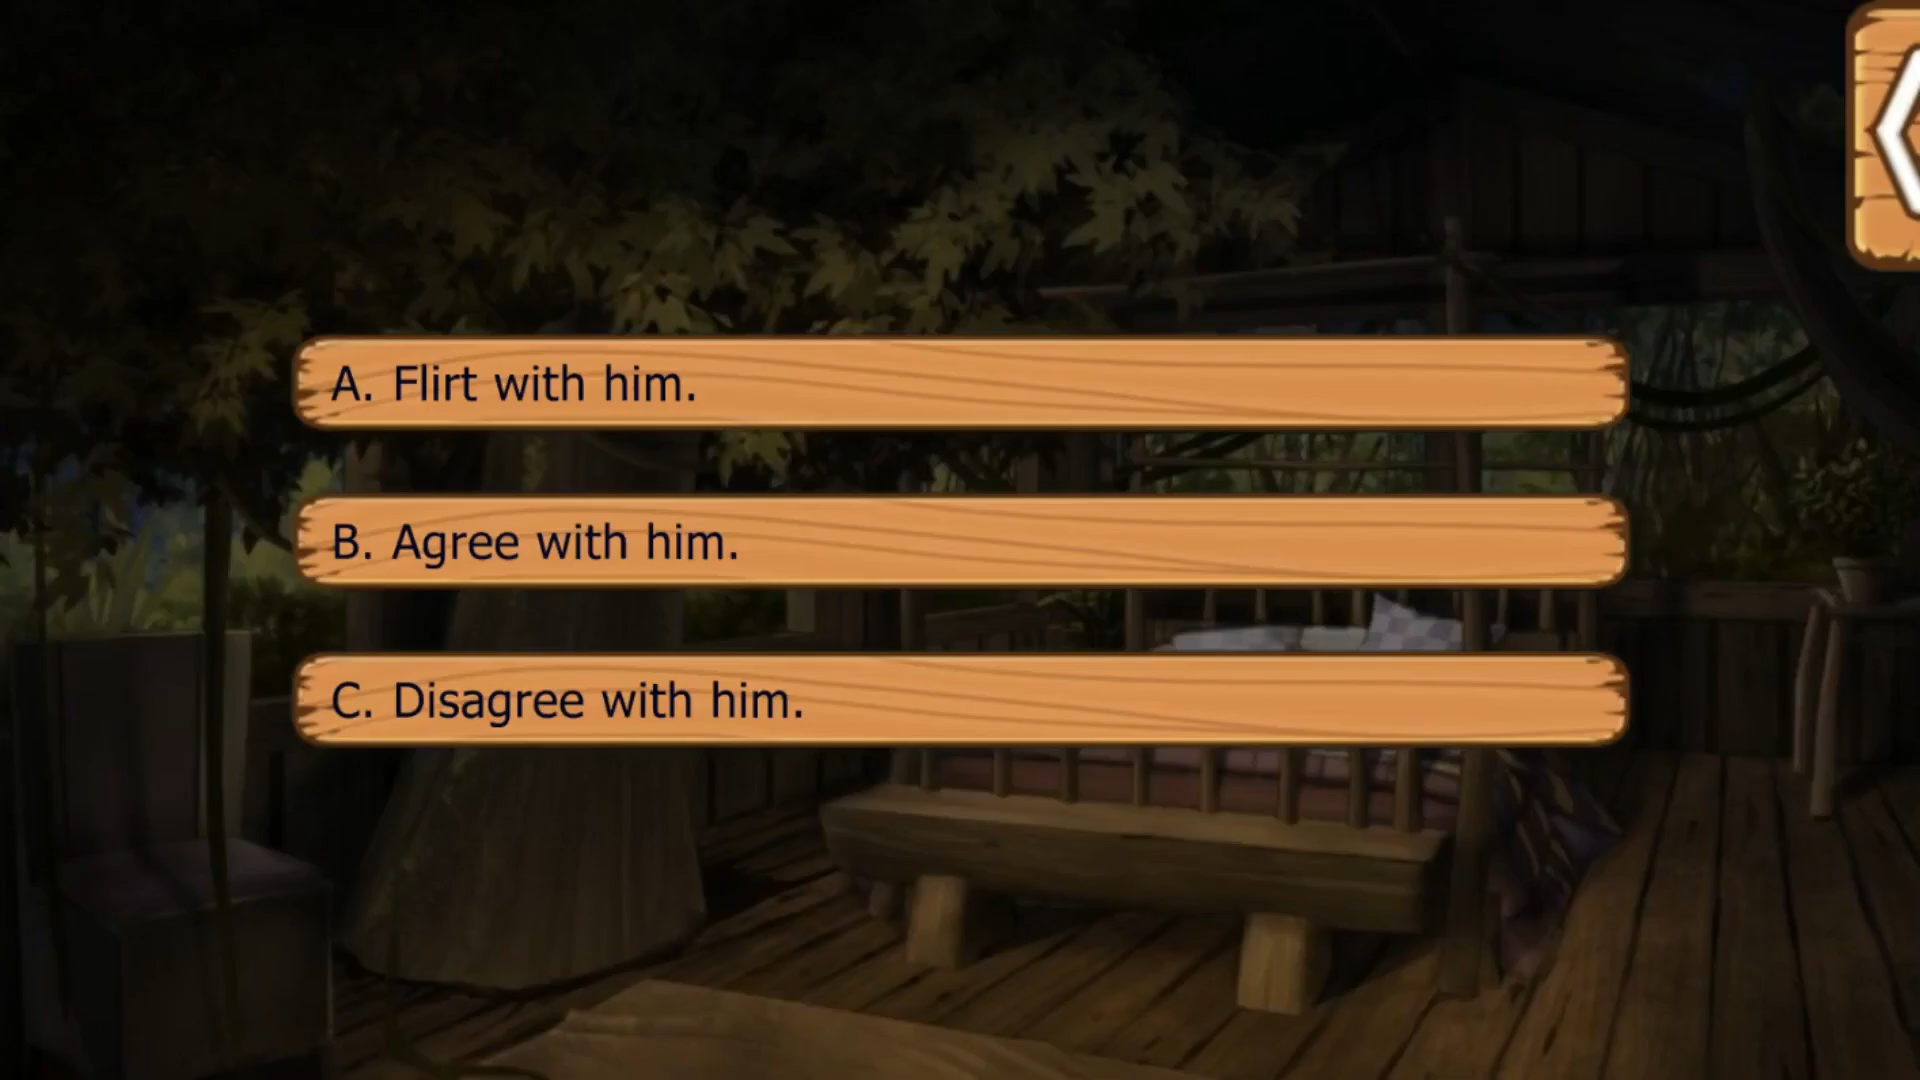 A. Flirt with him.
B. Agree with him.
C. Disagree with him.